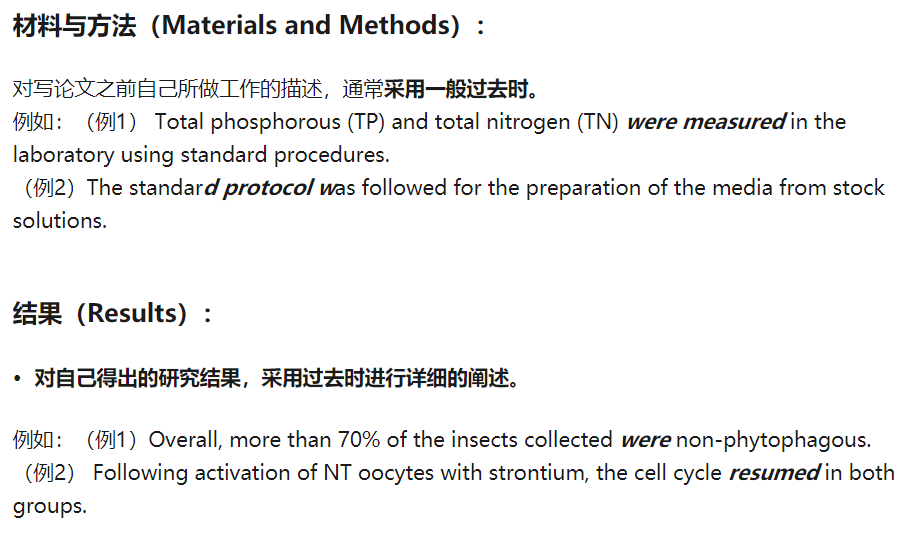 材料与方法（Materials and Methods）：
对写论文之前自己所做工作的描述，通常采用一般过去时。
例如：（例1） Total phosphorous (TP) and total nitrogen (TN) were measured in the
laboratory using standard procedures.
（例2）The standard protocol was followed for the preparation of the media from stock
solutions.
结果（Results）：
• 对自己得出的研究结果，采用过去时进行详细的阐述。
例如：（例1）Overall, more than 70% of the insects collected were non-phytophagous.
（例2） Following activation of NT oocytes with strontium, the cell cycle resumed in both
groups.